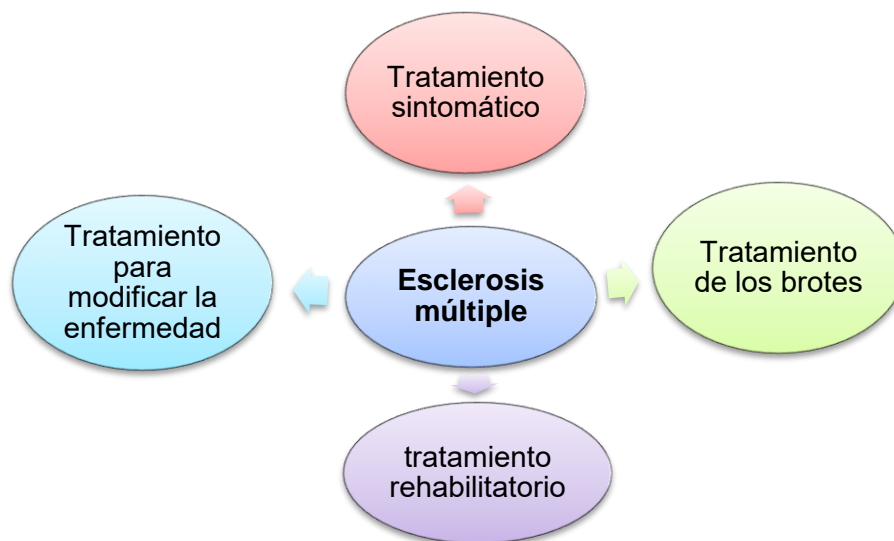 Tratamiento
sintomático
Tratamiento
para
modificar la
enfermedad
Esclerosis
múltiple
Tratamiento
de los brotes
tratamiento
rehabilitatorio